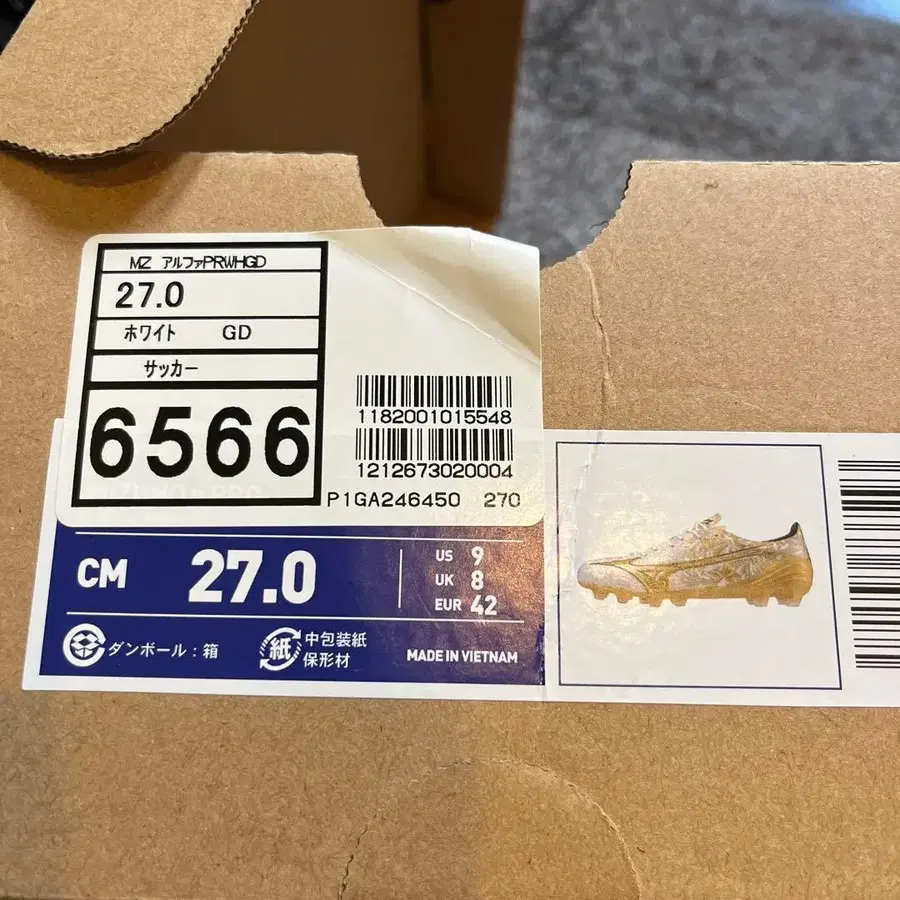 MZ アルファPRWHGD
27.0
ホワイト GD
サッカー
6566
1182001015548
1212673020004
P1GA246450 270
CM 27.0
US 9
UK 8
EUR 42
ダンボール：箱
紙
中包装紙
保形材
MADE IN VIETNAM